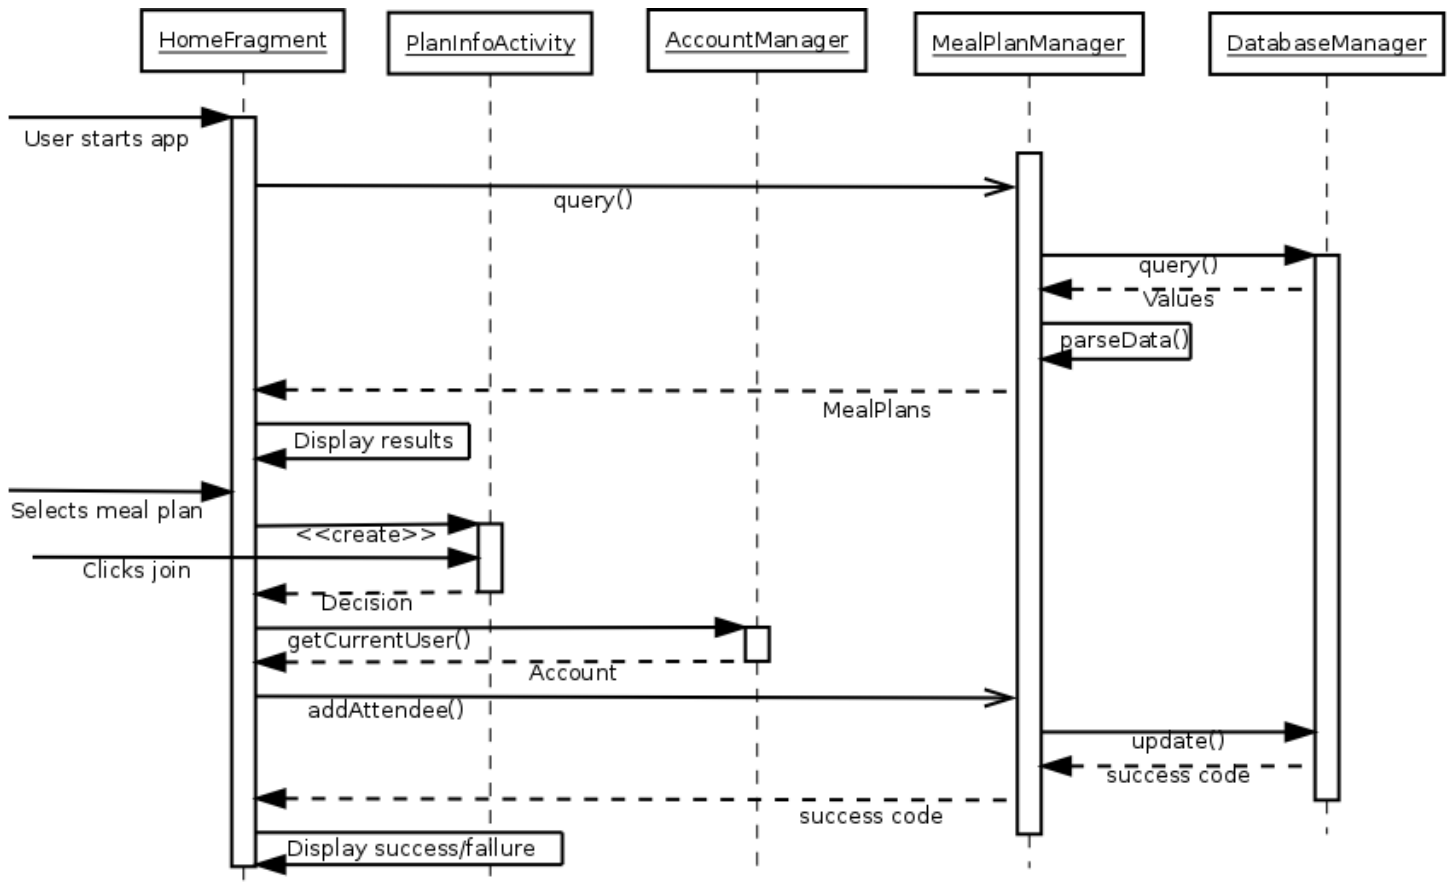 HomeFragment
PlanInfoActivity
AccountManager
MealPlanManager
DatabaseManager
User starts app
query()
query()
Values
parseData()
MealPlans
Display results
Selects meal plan
<<create>>
Clicks join
Decision
getCurrentUser()
Account
addAttendee()
update()
success code
success code
Display success/failure